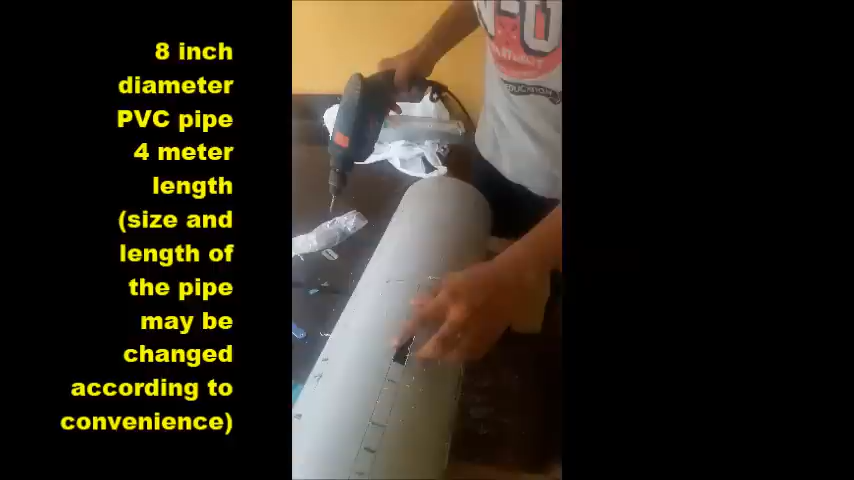 8 inch
diameter
PVC pipe
4 meter
length
(size and
length of
the pipe
may be
changed
according to
convenience)